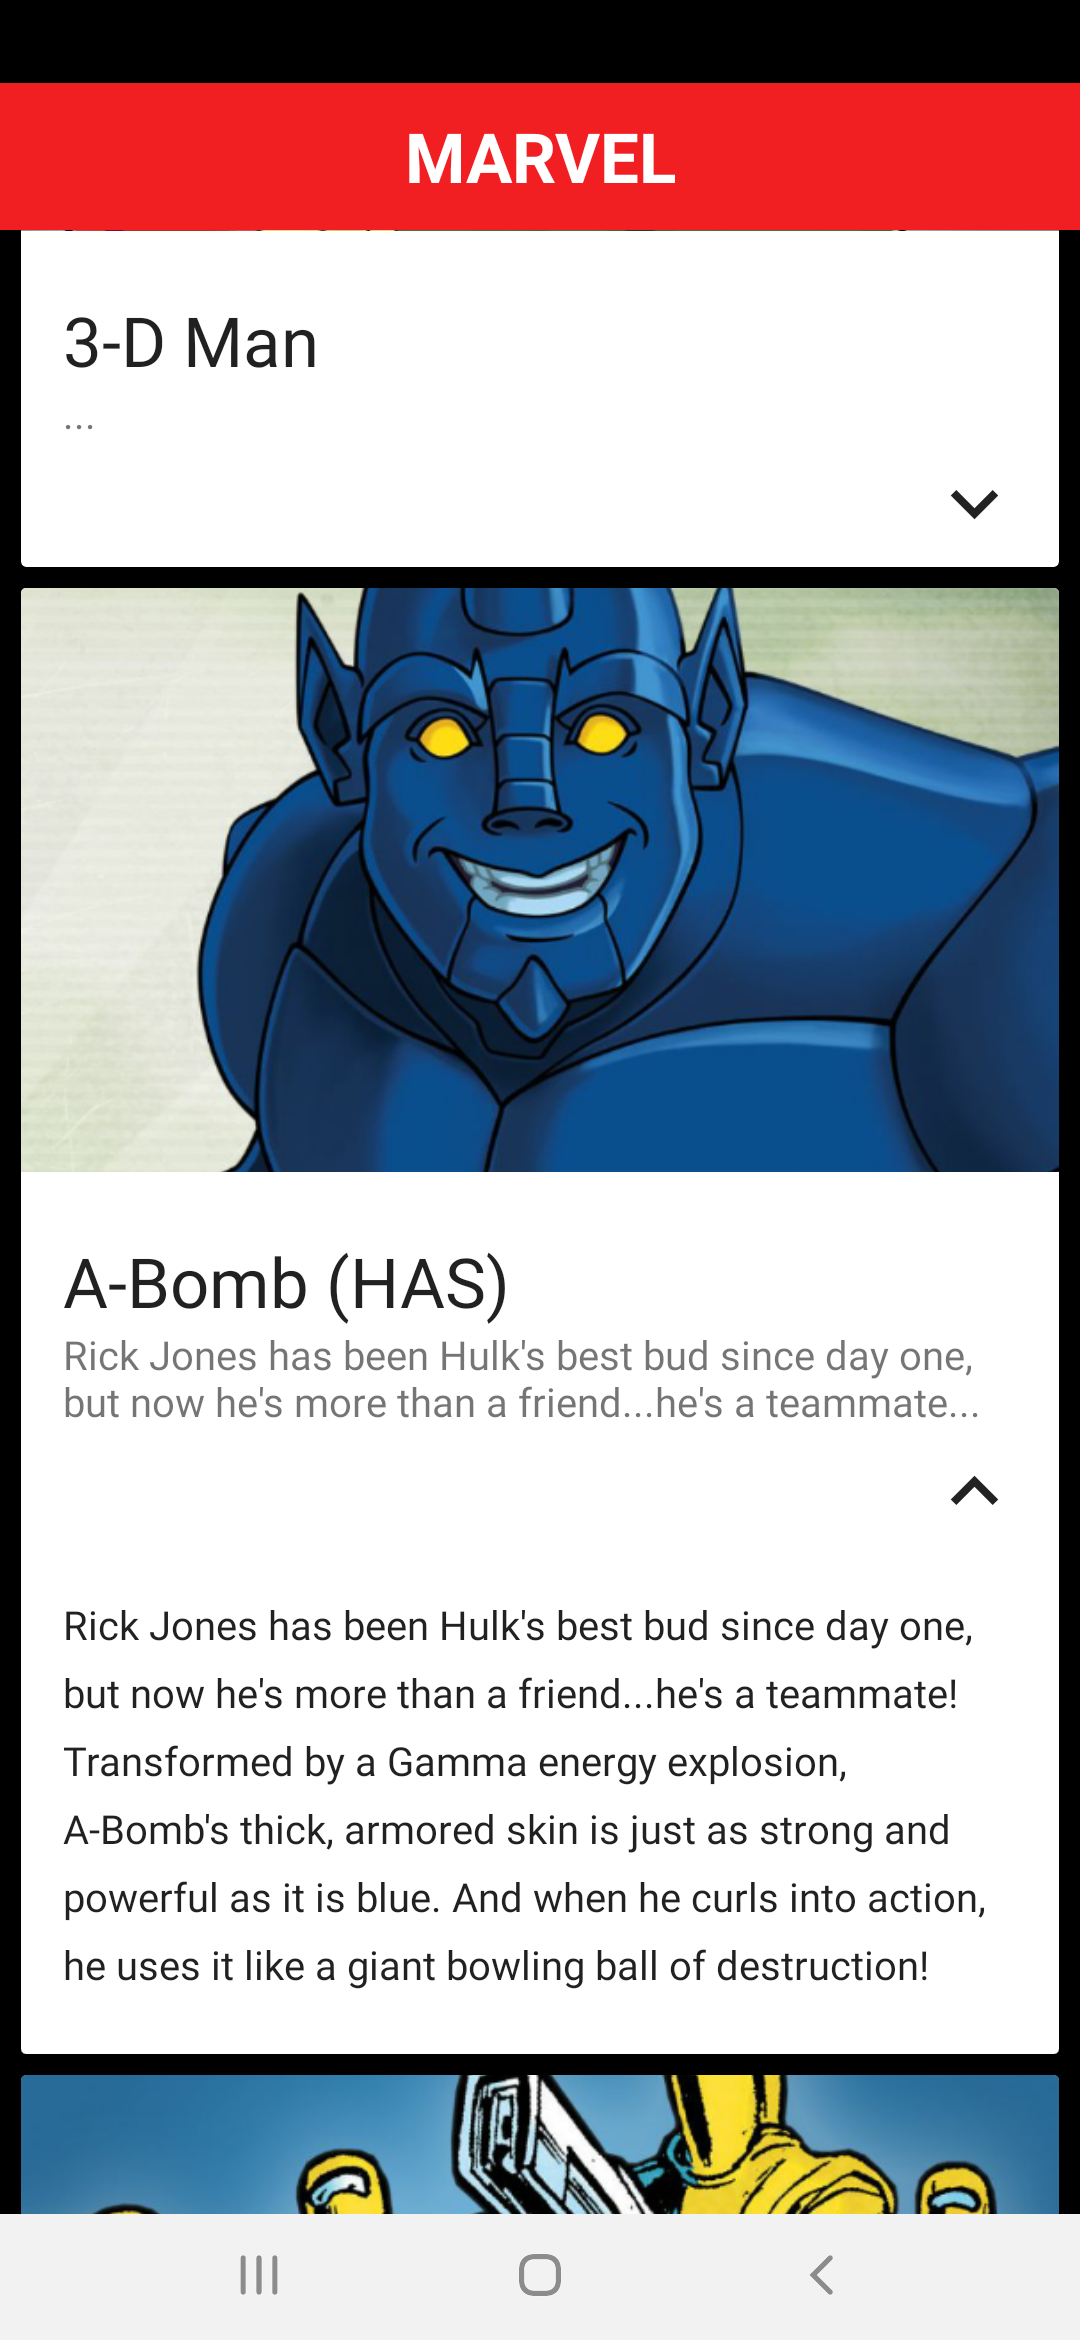 MARVEL
3-D Man
...
A-Bomb (HAS)
Rick Jones has been Hulk's best bud since day one,
but now he's more than a friend...he's a teammate...
Rick Jones has been Hulk's best bud since day one,
but now he's more than a friend...he's a teammate!
Transformed by a Gamma energy explosion,
A-Bomb's thick, armored skin is just as strong and
powerful as it is blue. And when he curls into action,
he uses it like a giant bowling ball of destruction!